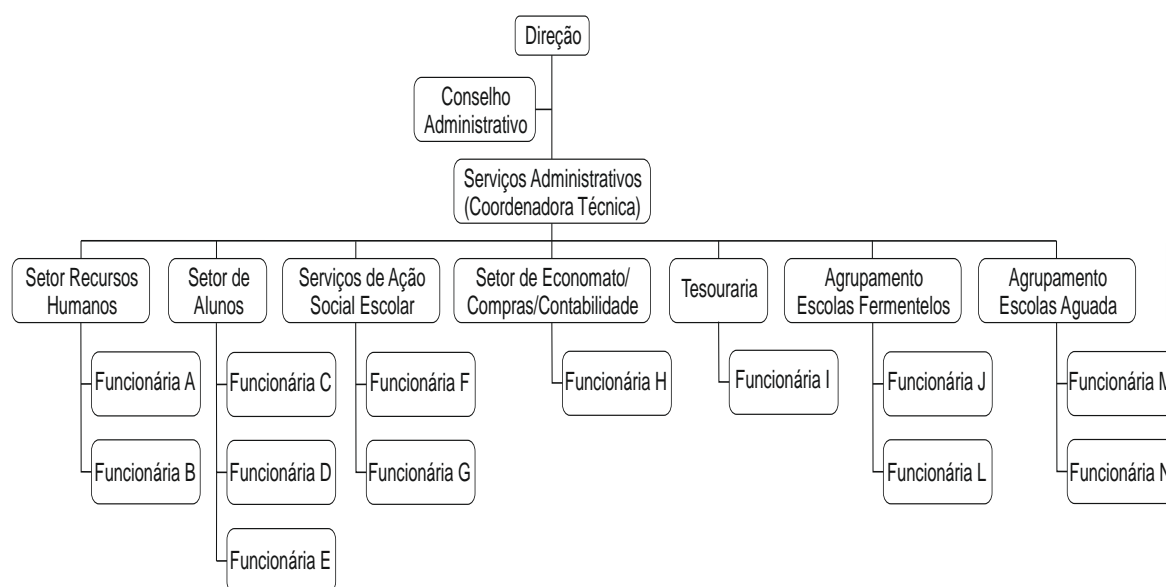 Direção
Conselho
Administrativo
Serviços Administrativos
(Coordenadora Técnica)
Setor Recursos
Humanos
Setor de
Alunos
Serviços de Ação
Social Escolar
Setor de Economato/
Compras/Contabilidade
Tesouraria
Agrupamento
Escolas Fermentelos
Agrupamento
Escolas Aguada
Funcionária A
Funcionária C
Funcionária F
Funcionária H
Funcionária I
Funcionária J
Funcionária M
Funcionária B
Funcionária D
Funcionária G
Funcionária L
Funcionária N
Funcionária E